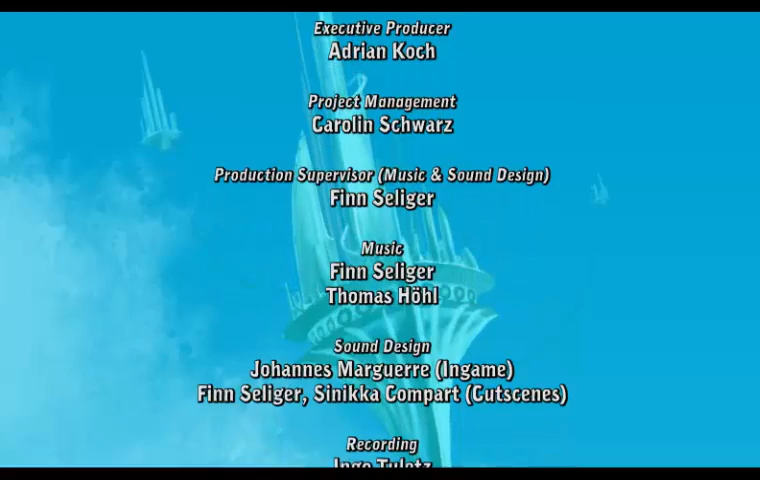 Executive Producer
Adrian Koch
Project Management
Carolin Schwarz
Production Supervisor (Music & Sound Design)
Finn Seliger
Music
Finn Seliger
Thomas Höhl
Sound Design
Johannes Marguerre (Ingame)
Finn Seliger, Sinikka Compart (Cutscenes)
Recording